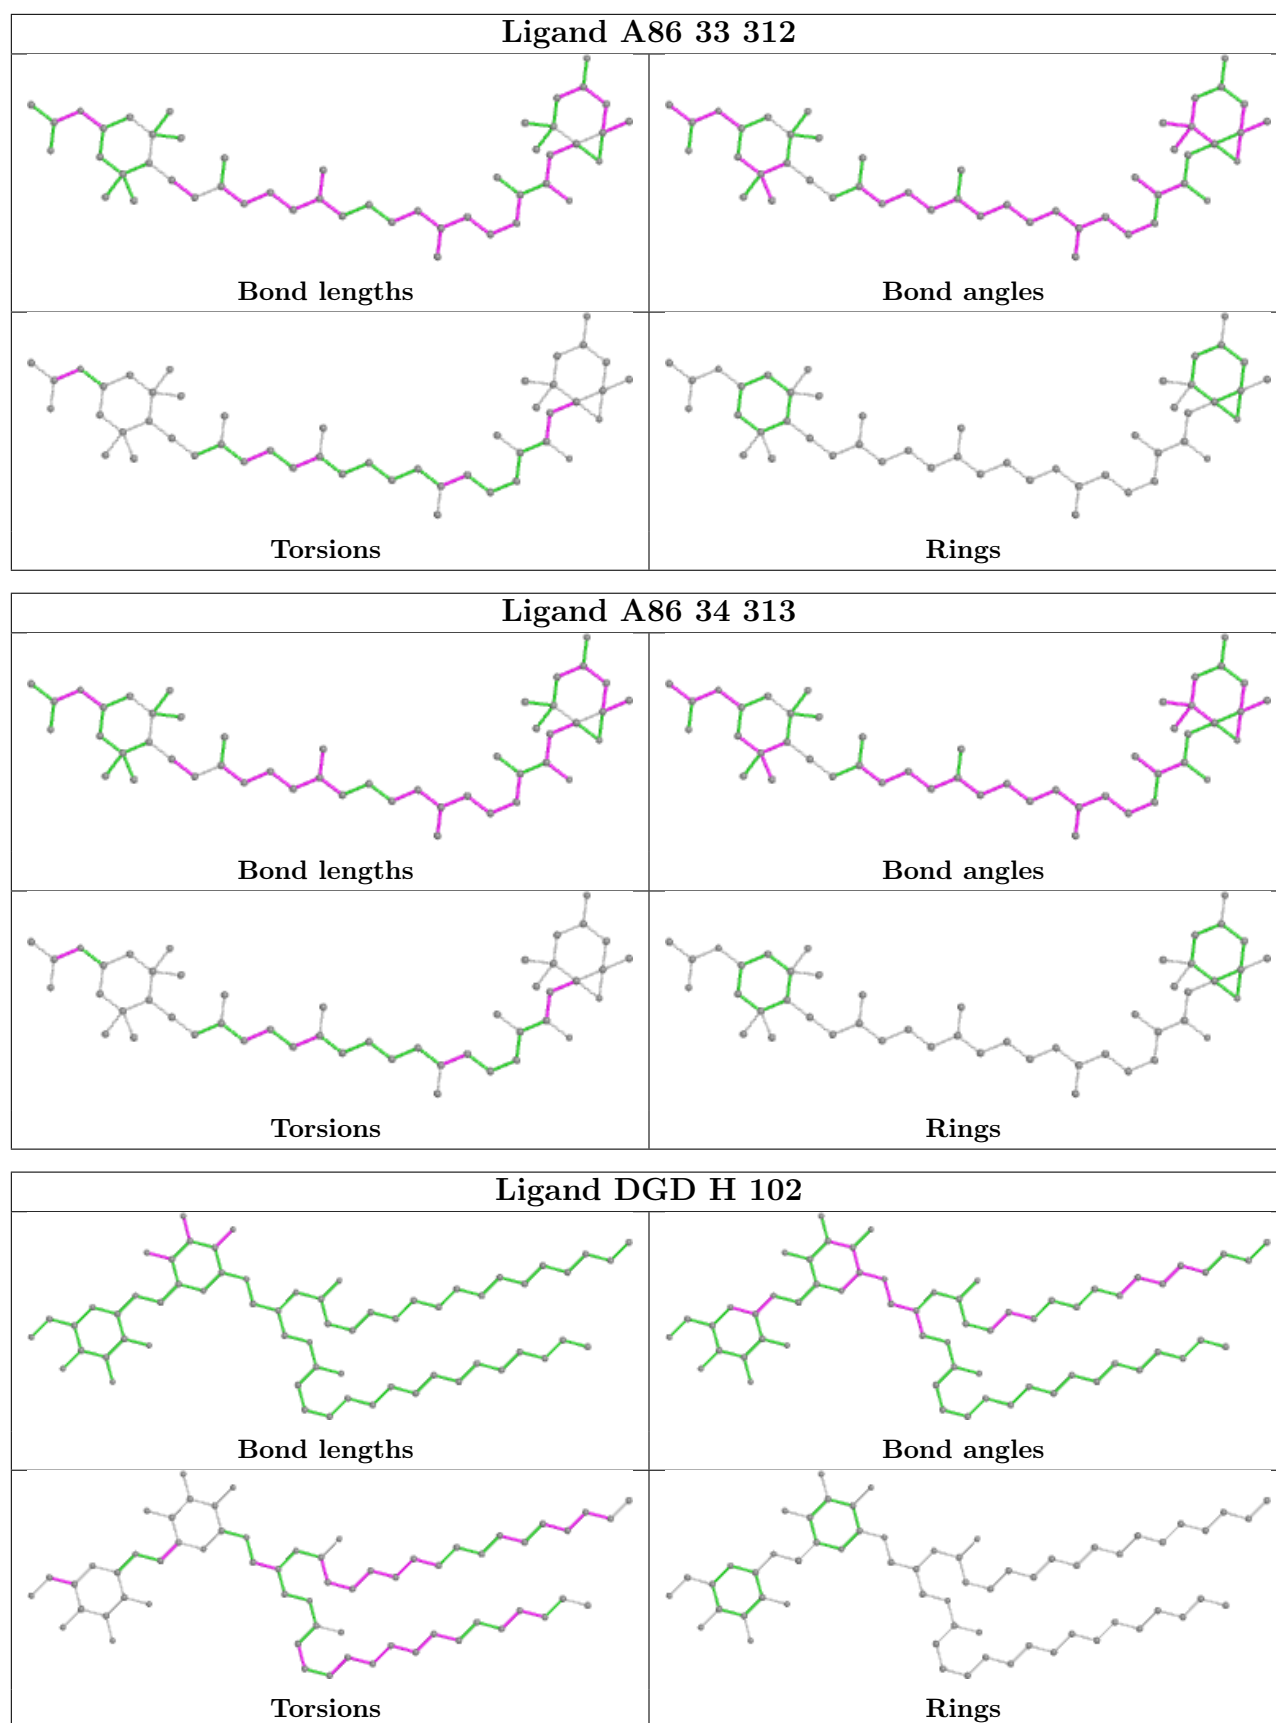 Ligand A86 33 312
Bond lengths
Bond angles
Torsions
Rings
Ligand A86 34 313
Bond lengths
Bond angles
Torsions
Rings
Ligand DGD H 102
Bond lengths
Bond angles
Torsions
Rings